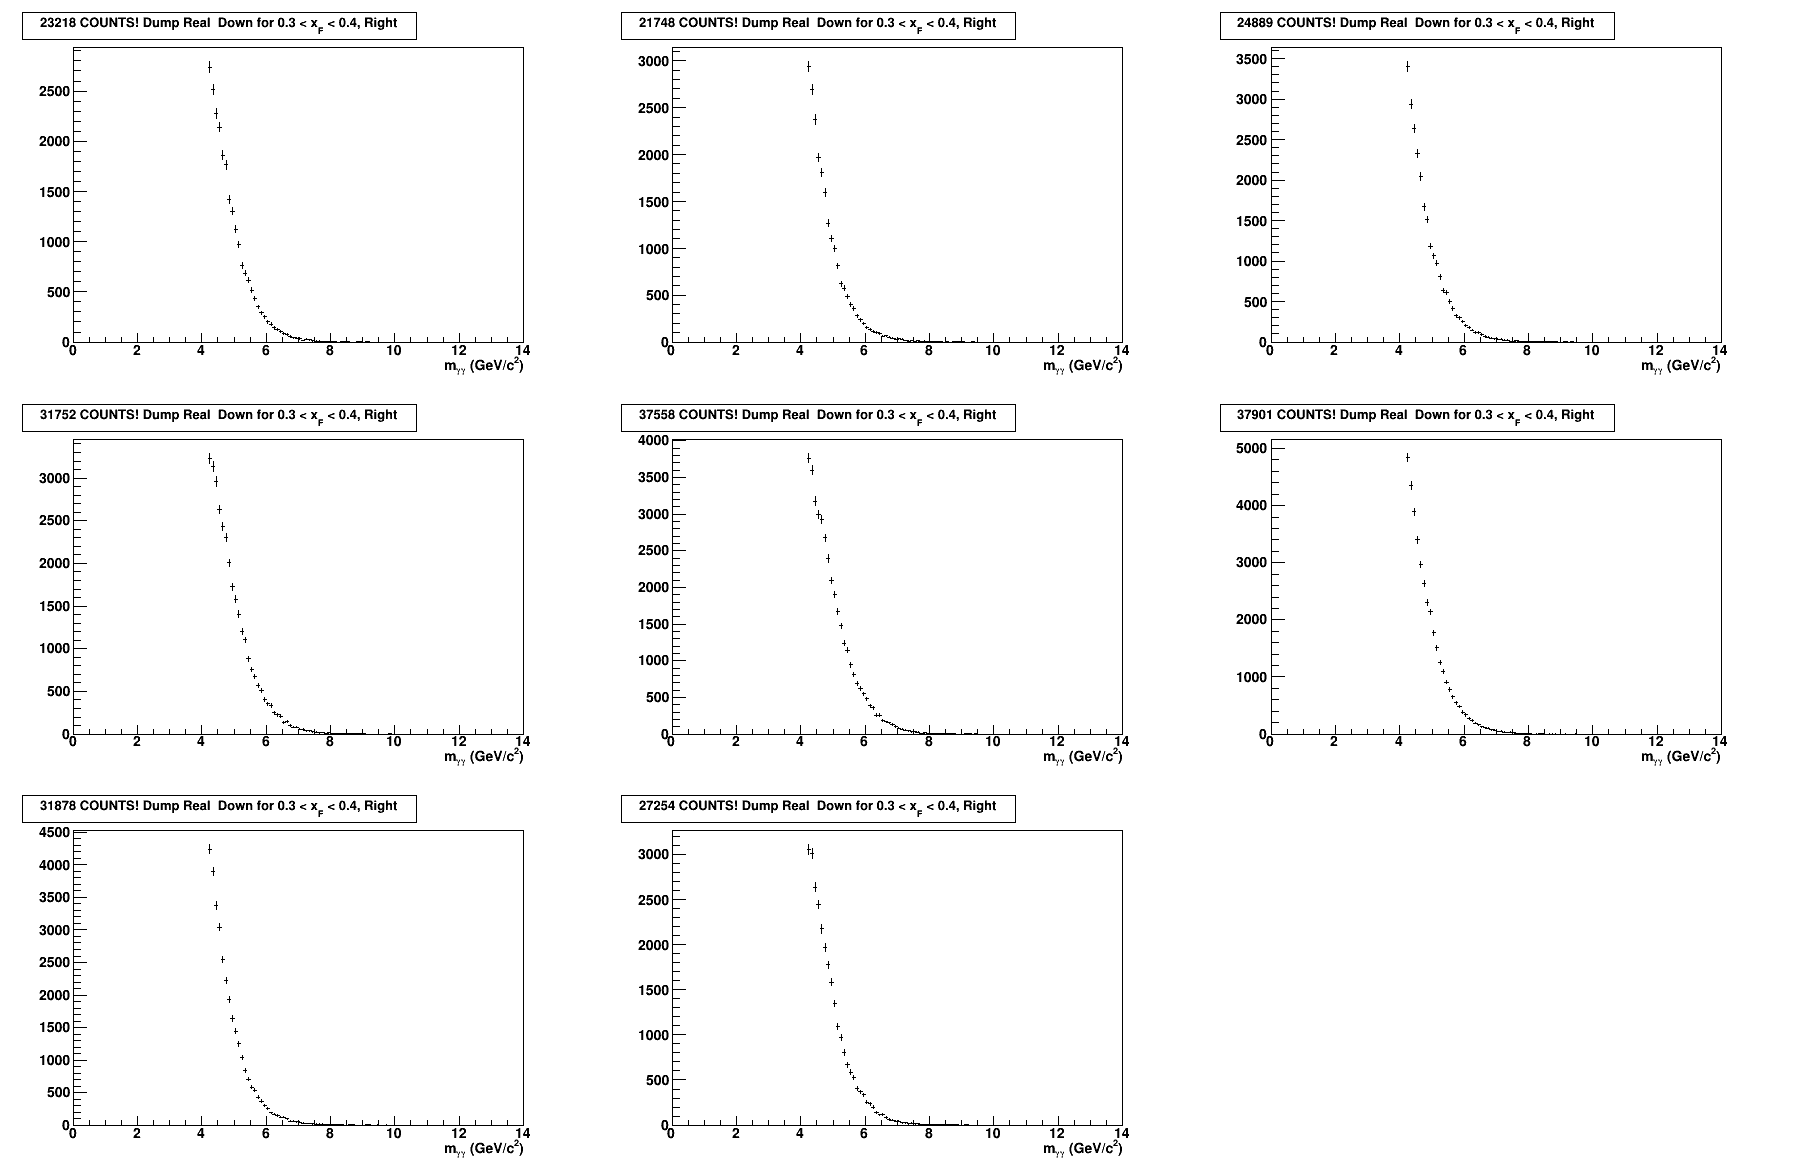 23218 COUNTS! Dump Real  Down for 0.3 < x_F < 0.4, Right
2500
2000
1500
1000
500
0
0 2 4 6 8 10 12 14
m_γγ (GeV/c²)
21748 COUNTS! Dump Real  Down for 0.3 < x_F < 0.4, Right
3000
2500
2000
1500
1000
500
0
0 2 4 6 8 10 12 14
m_γγ (GeV/c²)
24889 COUNTS! Dump Real  Down for 0.3 < x_F < 0.4, Right
3500
3000
2500
2000
1500
1000
500
0
0 2 4 6 8 10 12 14
m_γγ (GeV/c²)
31752 COUNTS! Dump Real  Down for 0.3 < x_F < 0.4, Right
3000
2500
2000
1500
1000
500
0
0 2 4 6 8 10 12 14
m_γγ (GeV/c²)
37558 COUNTS! Dump Real  Down for 0.3 < x_F < 0.4, Right
4000
3500
3000
2500
2000
1500
1000
500
0
0 2 4 6 8 10 12 14
m_γγ (GeV/c²)
37901 COUNTS! Dump Real  Down for 0.3 < x_F < 0.4, Right
5000
4000
3000
2000
1000
0
0 2 4 6 8 10 12 14
m_γγ (GeV/c²)
31878 COUNTS! Dump Real  Down for 0.3 < x_F < 0.4, Right
4500
4000
3500
3000
2500
2000
1500
1000
500
0
0 2 4 6 8 10 12 14
m_γγ (GeV/c²)
27254 COUNTS! Dump Real  Down for 0.3 < x_F < 0.4, Right
3000
2500
2000
1500
1000
500
0
0 2 4 6 8 10 12 14
m_γγ (GeV/c²)